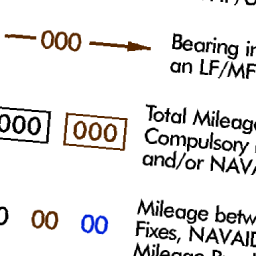 000 Bearing in
an LF/MF
000 000 Total Mileage
Compulsory
and/or NAVA
0 00 00 Mileage betw
Fixes, NAVAID
Mileage